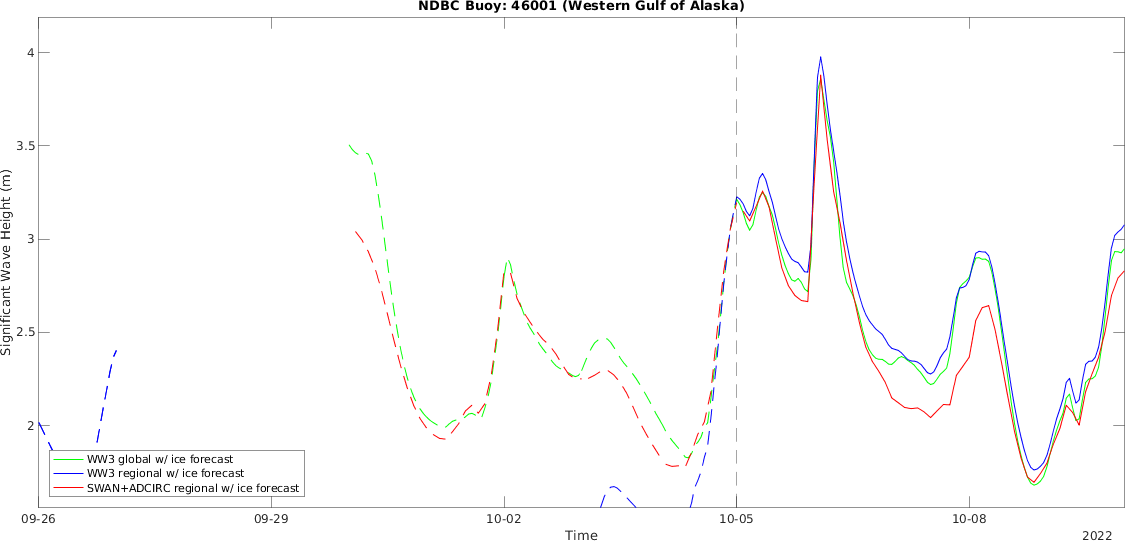 NDBC Buoy: 46001 (Western Gulf of Alaska)
4
3.5
3
2.5
2
Significant Wave Height (m)
WW3 global w/ ice forecast
WW3 regional w/ ice forecast
SWAN+ADCIRC regional w/ ice forecast
09-26
09-29
10-02
10-05
10-08
Time
2022